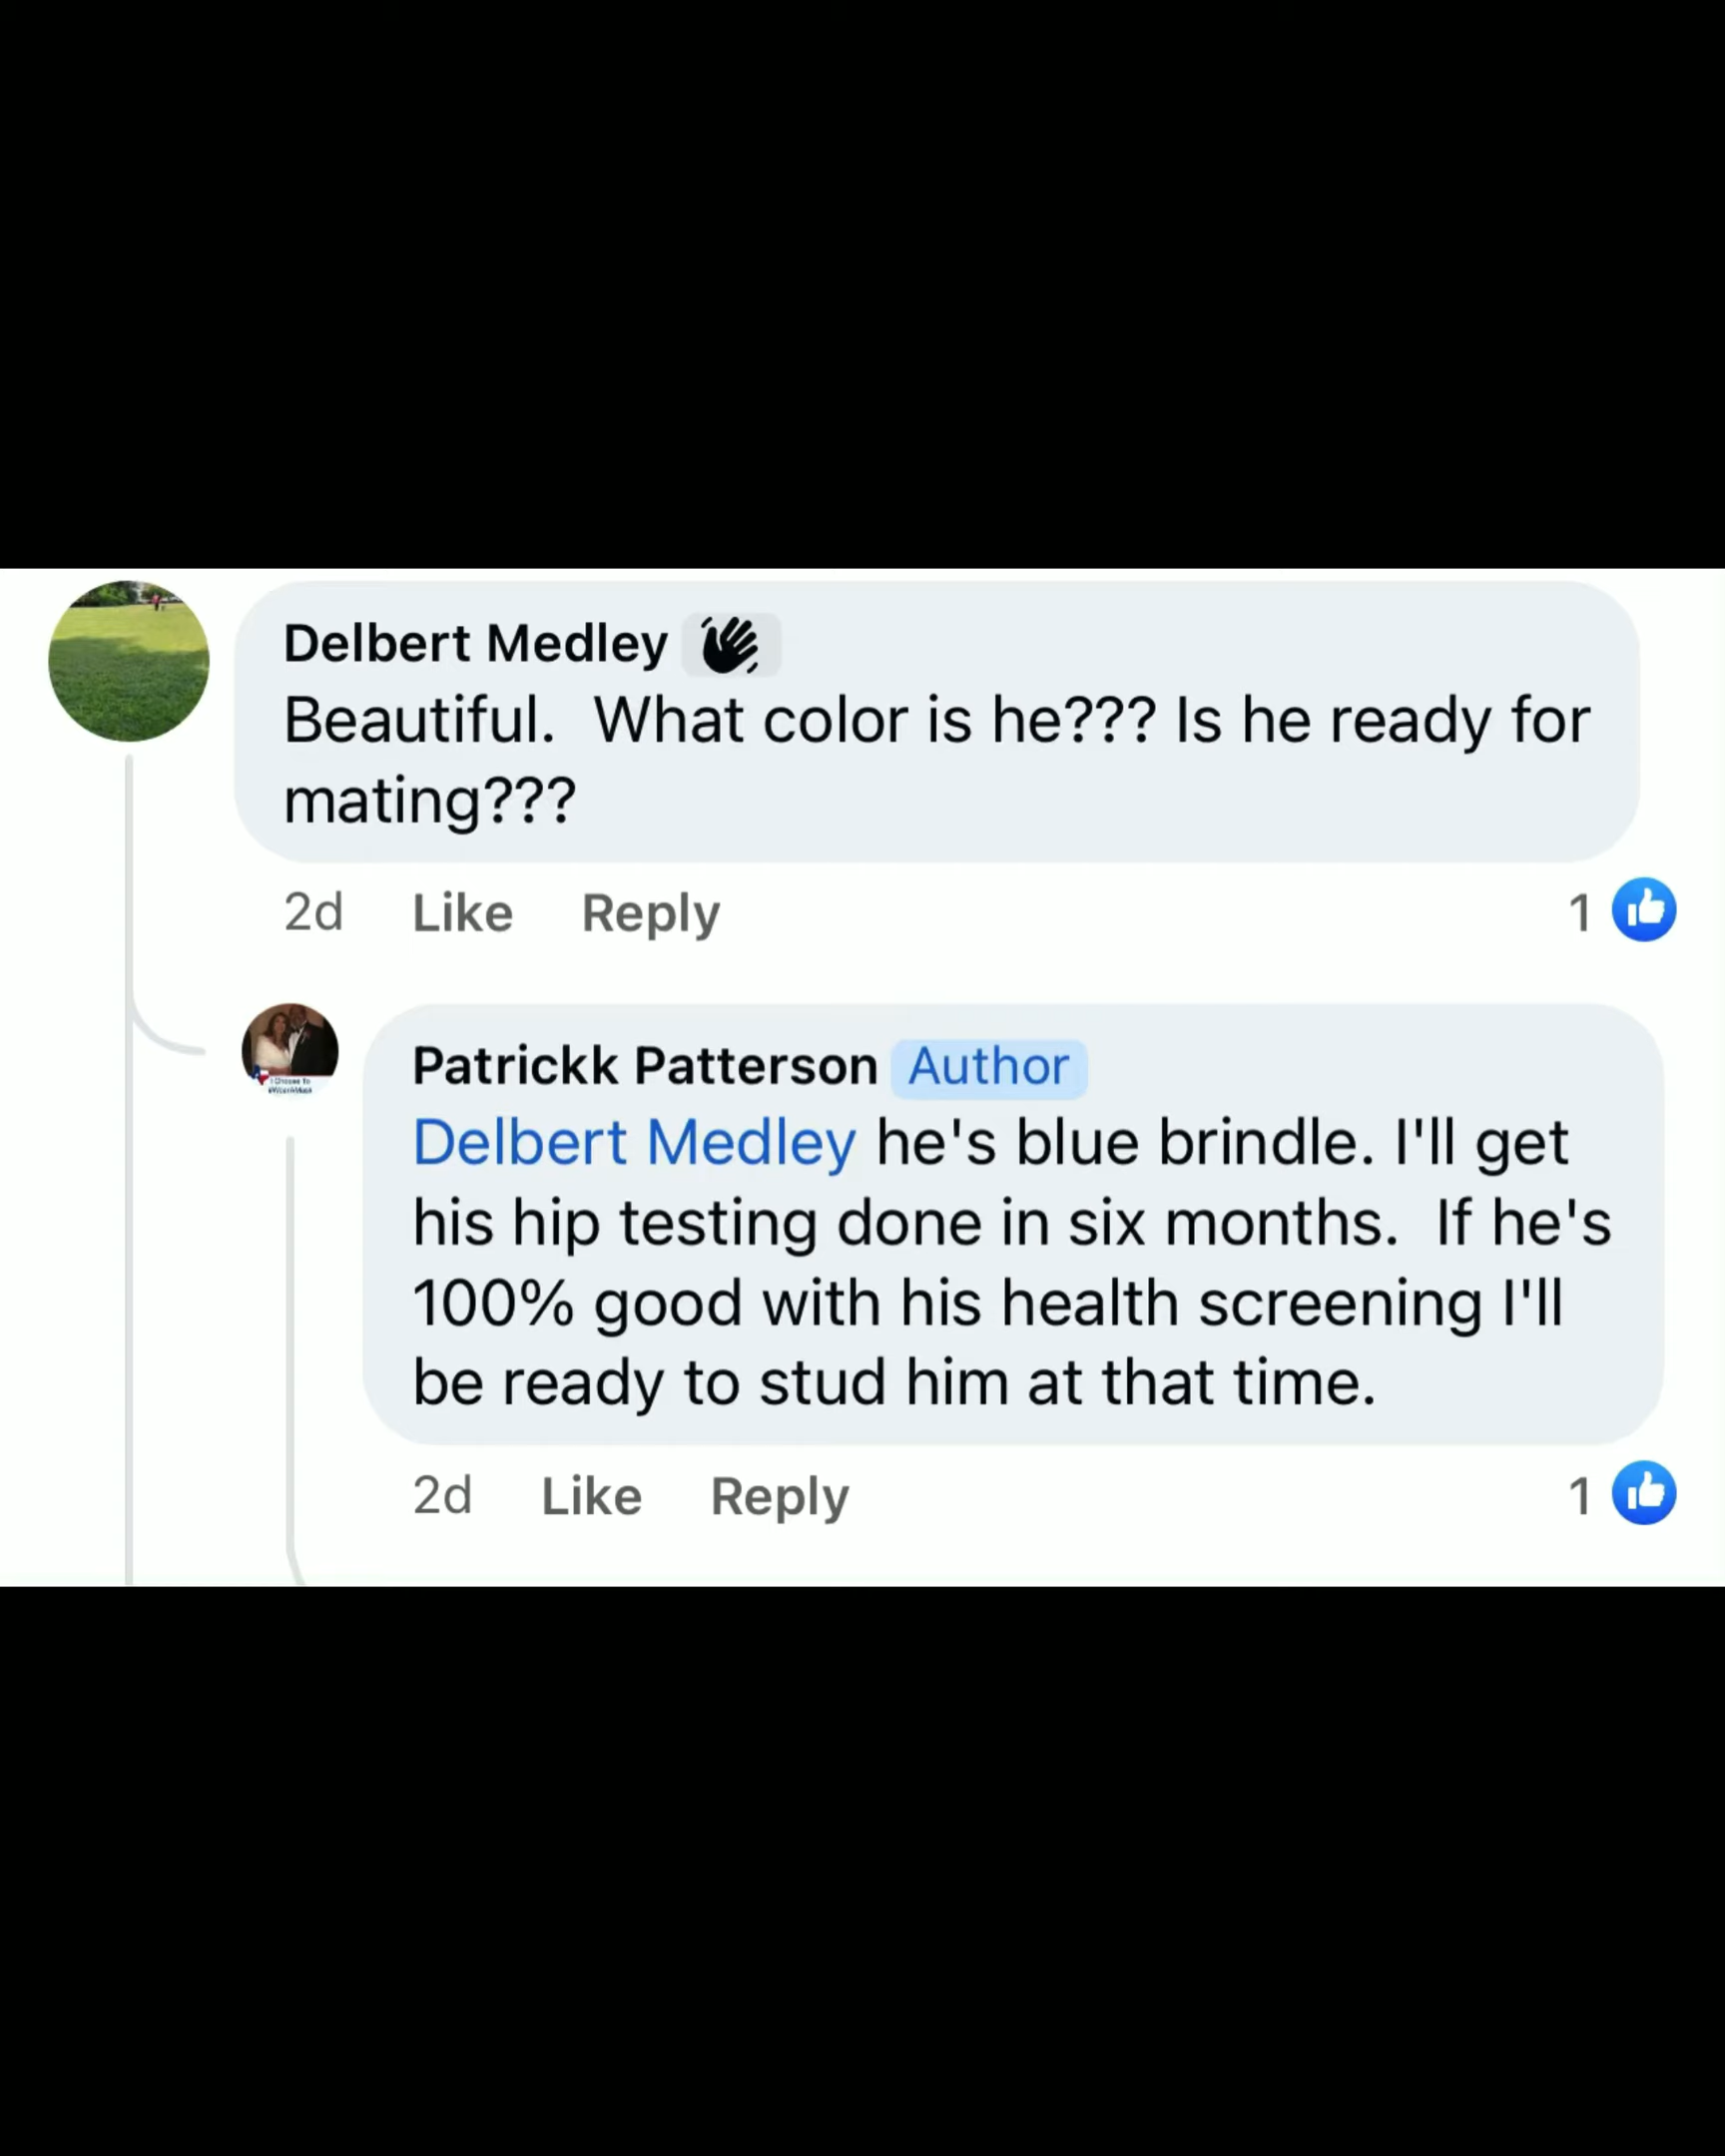 Delbert Medley
Beautiful.  What color is he??? Is he ready for
mating???
2d Like Reply 1
Patrickk Patterson Author
Delbert Medley he's blue brindle. I'll get
his hip testing done in six months.  If he's
100% good with his health screening I'll
be ready to stud him at that time.
2d Like Reply 1